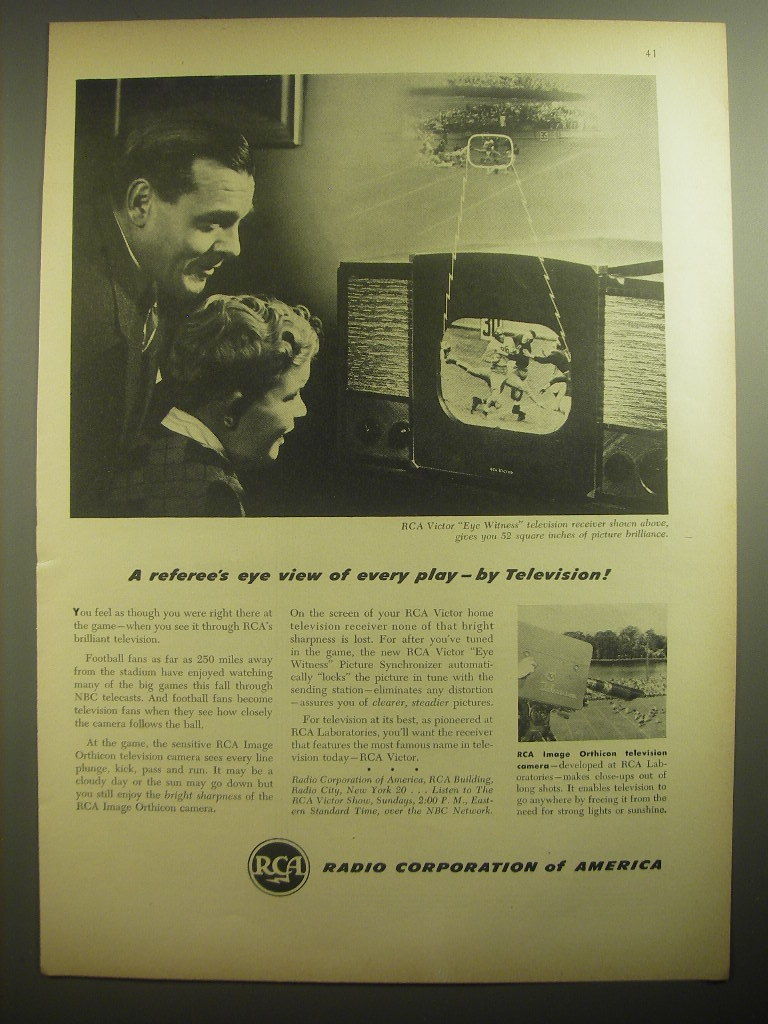 41
30
RCA VICTOR
RCA Victor "Eye Witness" television receiver shown above,
gives you 52 square inches of picture brilliance.
A referee's eye view of every play—by Television!
You feel as though you were right there at
the game—when you see it through RCA's
brilliant television.
Football fans as far as 250 miles away
from the stadium have enjoyed watching
many of the big games this fall through
NBC telecasts. And football fans become
television fans when they see how closely
the camera follows the ball.
At the game, the sensitive RCA Image
Orthicon television camera sees every line
plunge, kick, pass and run. It may be a
cloudy day or the sun may go down but
you still enjoy the bright sharpness of the
RCA Image Orthicon camera.
On the screen of your RCA Victor home
television receiver none of that bright
sharpness is lost. For after you've tuned
in the game, the new RCA Victor "Eye
Witness" Picture Synchronizer automati-
cally "locks" the picture in tune with the
sending station—eliminates any distortion
—assures you of clearer, steadier pictures.
For television at its best, as pioneered at
RCA Laboratories, you'll want the receiver
that features the most famous name in tele-
vision today—RCA Victor.
Radio Corporation of America, RCA Building,
Radio City, New York 20 . . . Listen to The
RCA Victor Show, Sundays, 2:00 P. M., East-
ern Standard Time, over the NBC Network.
RCA Image Orthicon television
camera—developed at RCA Lab-
oratories—makes close-ups out of
long shots. It enables television to
go anywhere by freeing it from the
need for strong lights or sunshine.
RCA
RADIO CORPORATION of AMERICA